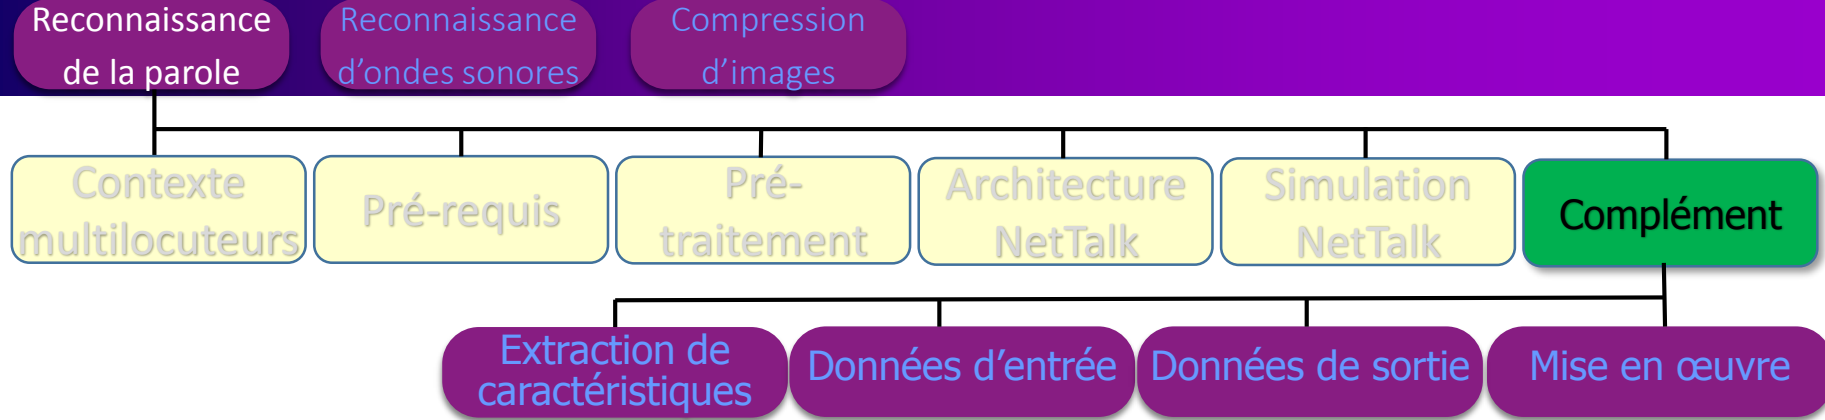 Reconnaissance
de la parole
Reconnaissance
d’ondes sonores
Compression
d’images
Contexte
multilocuteurs
Pré-requis
Pré-
traitement
Architecture
NetTalk
Simulation
NetTalk
Complément
Extraction de
caractéristiques
Données d’entrée
Données de sortie
Mise en œuvre